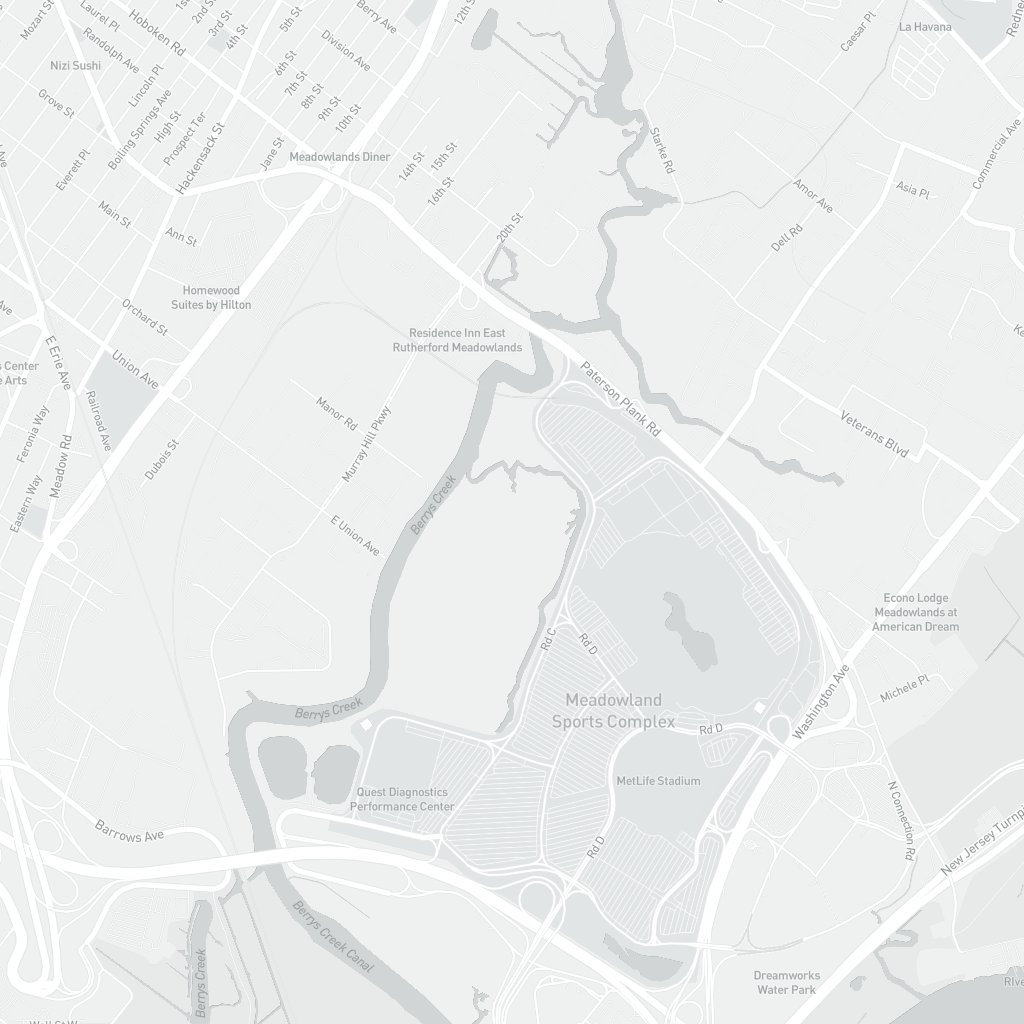 Mozart St
Laurel Pl
2nd St
3rd St
4th St
5th St
Berry Ave
12th St
Caesar Pl
La Havana
Hoboken Rd
Randolph Ave
Division Ave
Nizi Sushi
Lincoln Pl
6th St
7th St
8th St
9th St
10th St
Grove St
Boiling Springs Ave
High St
Prospect Ter
Hackensack St
Jane St
Meadowlands Diner
14th St
15th St
16th St
Starke Rd
Commercial Ave
Everett Pl
Amor Ave
Asia Pl
Main St
Ann St
20th St
Dell Rd
Homewood
Suites by Hilton
Orchard St
Residence Inn East
Rutherford Meadowlands
E Erie Ave
Union Ave
Paterson Plank Rd
Railroad Ave
Manor Rd
Murray Hill Pkwy
Veterans Blvd
Feronia Way
Meadow Rd
Dubois St
Eastern Way
Berrys Creek
E Union Ave
Econo Lodge
Meadowlands at
American Dream
Rd C
Rd D
Michele Pl
Berrys Creek
Meadowland
Sports Complex
Rd D
Washington Ave
MetLife Stadium
Quest Diagnostics
Performance Center
N Connection Rd
Barrows Ave
Rd D
New Jersey Turnpi
Berrys Creek Canal
Berrys Creek
Dreamworks
Water Park